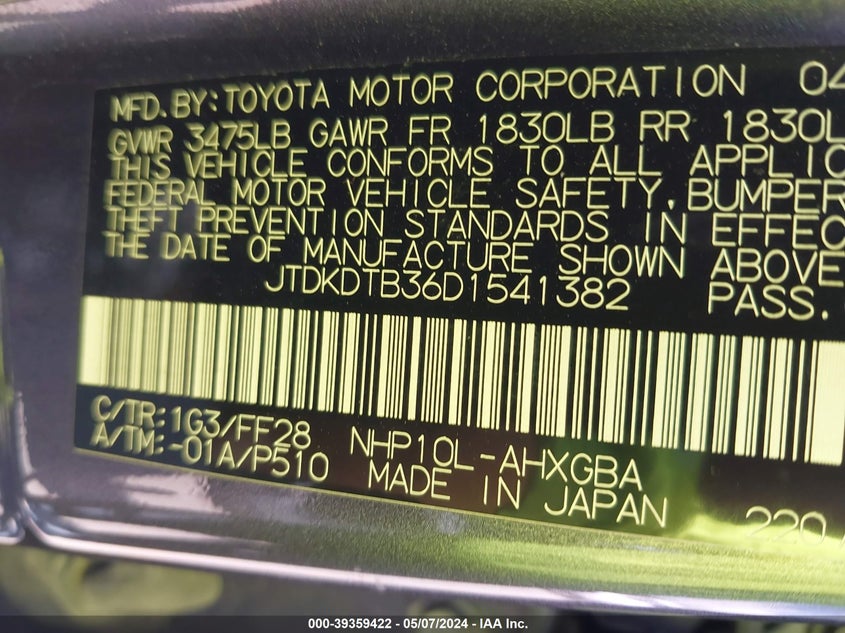 MFD.BY:TOYOTA MOTOR CORPORATION 04
GVWR 3475LB GAWR FR 1830LB RR 1830L
THIS VEHICLE CONFORMS TO ALL APPLIC
FEDERAL MOTOR VEHICLE SAFETY, BUMPER
THEFT PREVENTION STANDARDS IN EFFEC
THE DATE OF MANUFACTURE SHOWN ABOVE
JTDKDTB36D1541382 PASS.
C/TR:1G3/FF28 NHP10L-AHXGBA
A/TM:-01A/P510 MADE IN JAPAN 220
000-39359422 - 05/07/2024 - IAA Inc.